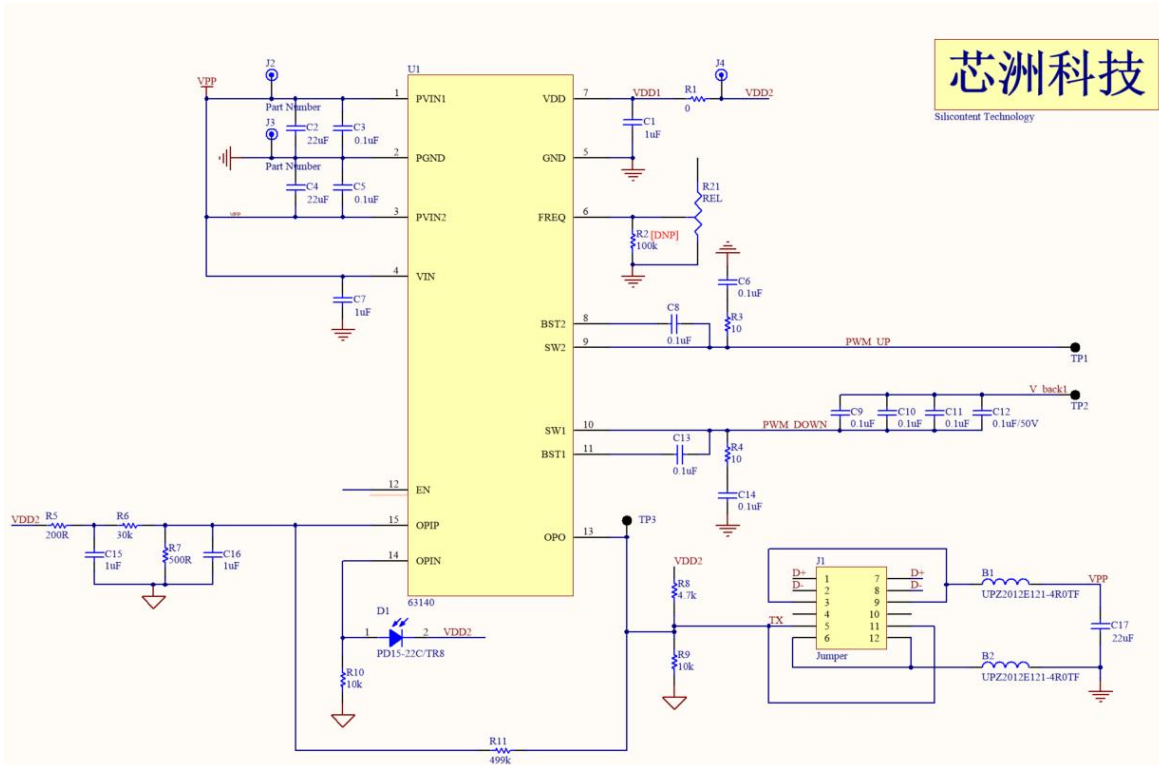 芯洲科技
Silicontent Technology
U1
VPP
J2
Part Number
J3
Part Number
C2
22uF
C3
0.1uF
C4
22uF
C5
0.1uF
VPP
C7
1uF
1
PVIN1
2
PGND
3
PVIN2
4
VIN
12
EN
15
OPIP
14
OPIN
63140
VDD
7
GND
5
FREQ
6
BST2
8
SW2
9
SW1
10
BST1
11
OPO
13
VDD1
R1
0
J4
VDD2
C1
1uF
R21
REL
R2
[DNP]
100k
C6
0.1uF
R3
10
C8
0.1uF
PWM_UP
TP1
V_back1
TP2
C9
0.1uF
C10
0.1uF
C11
0.1uF
C12
0.1uF/50V
PWM_DOWN
C13
0.1uF
R4
10
C14
0.1uF
VDD2
R5
200R
R6
30k
C15
1uF
R7
500R
C16
1uF
D1
1
2
VDD2
PD15-22C/TR8
R10
10k
R11
499k
TP3
VDD2
R8
4.7k
TX
R9
10k
J1
D+
1
7
D+
D-
2
8
D-
3
9
4
10
5
11
6
12
Jumper
B1
UPZ2012E121-4R0TF
VPP
C17
22uF
B2
UPZ2012E121-4R0TF